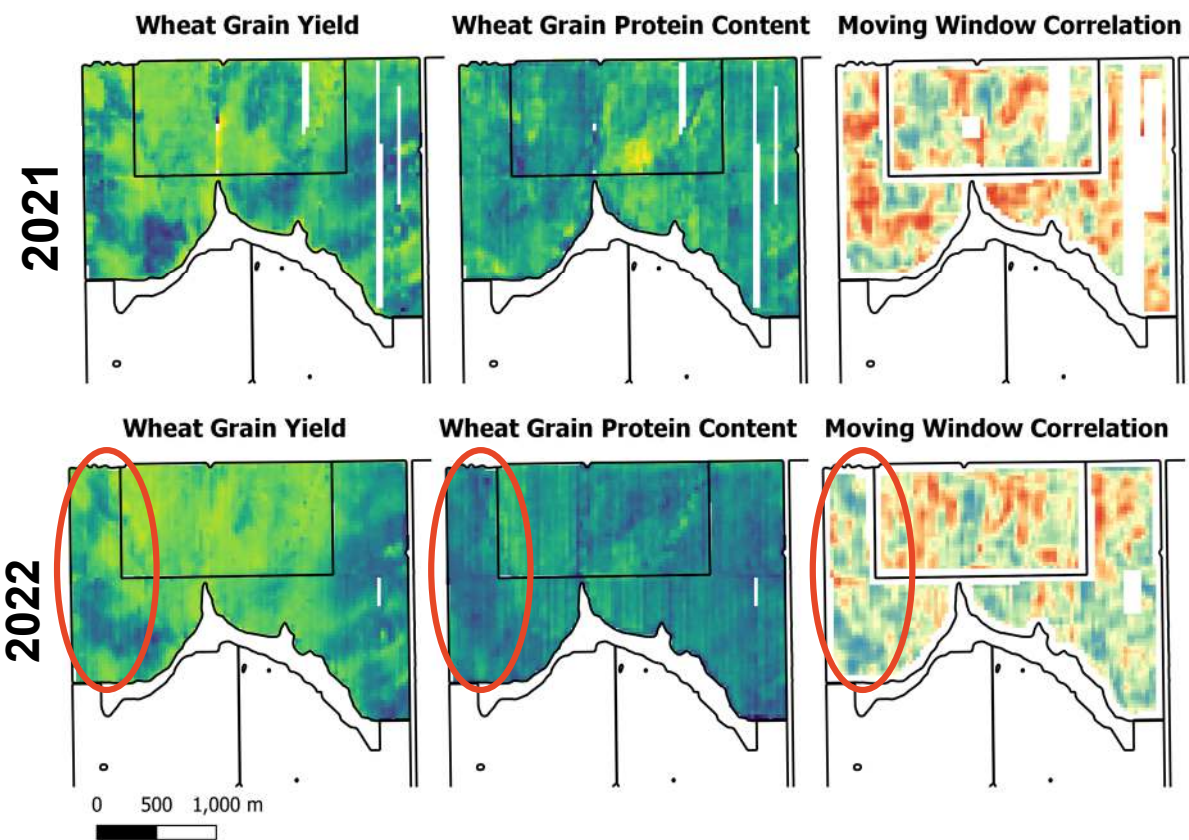 Wheat Grain Yield
Wheat Grain Protein Content
Moving Window Correlation
2021
Wheat Grain Yield
Wheat Grain Protein Content
Moving Window Correlation
2022
0 500 1,000 m